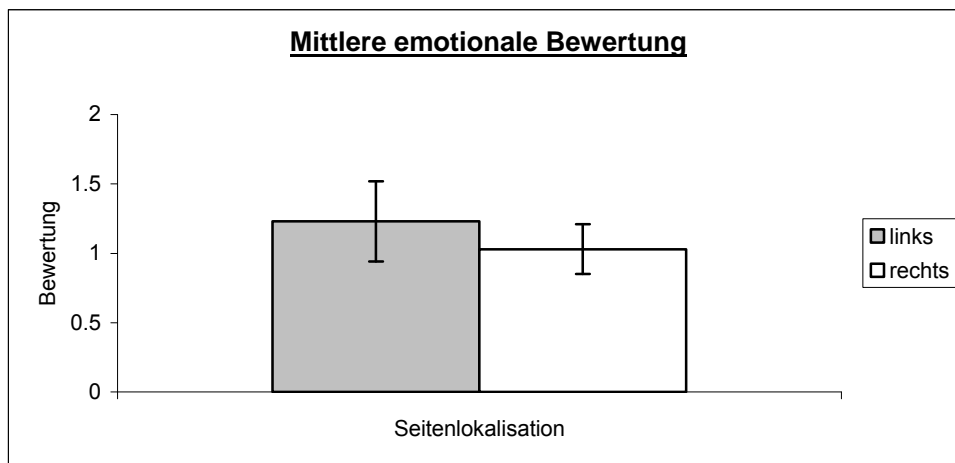 Mittlere emotionale Bewertung
2
1.5
1
0.5
0
Bewertung
Seitenlokalisation
links
rechts